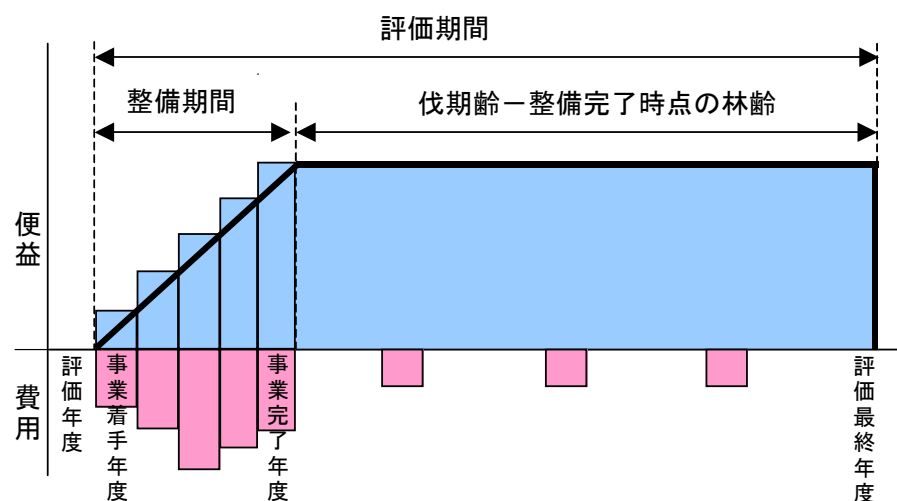 評価期間
整備期間
伐期齢－整備完了時点の林齢
便益
費用
評価年度
事業着手年度
事業完了年度
評価最終年度